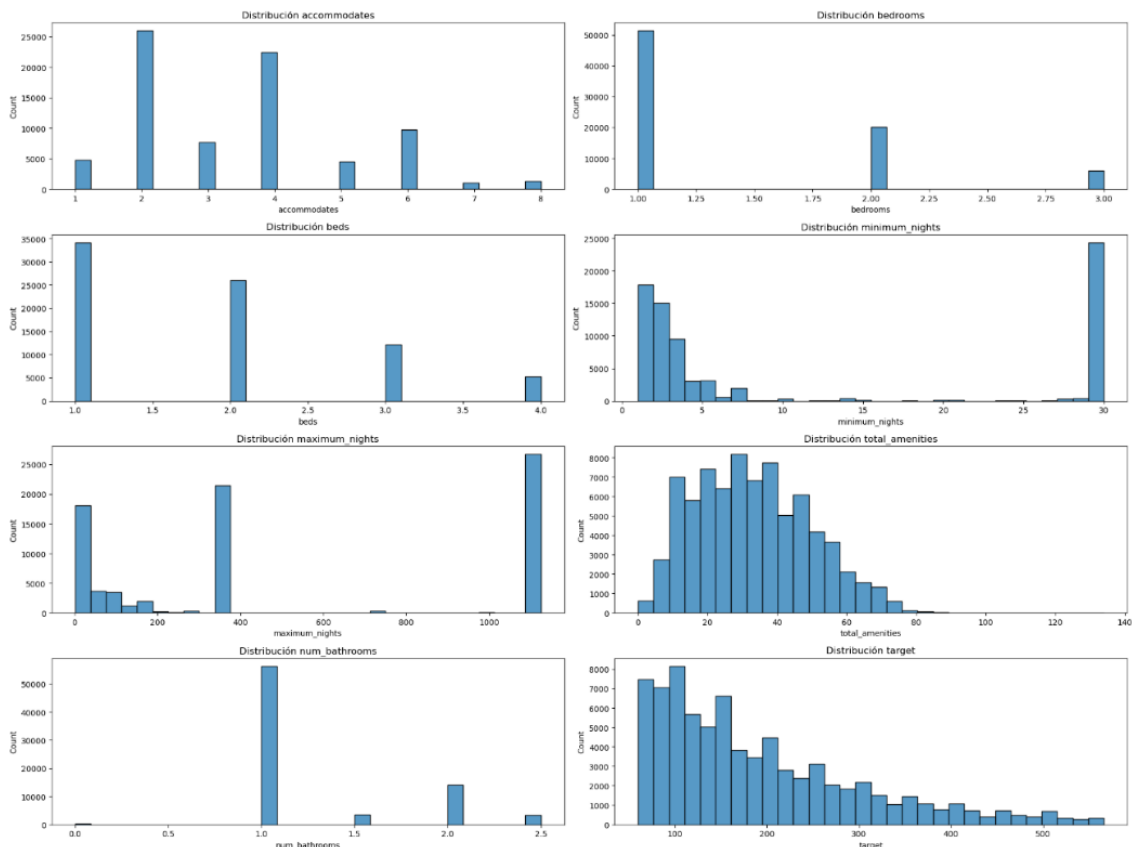 Distribución accommodates
Count
25000
20000
15000
10000
5000
0
1 2 3 4 5 6 7 8
accommodates
Distribución bedrooms
Count
50000
40000
30000
20000
10000
0
1.00 1.25 1.50 1.75 2.00 2.25 2.50 2.75 3.00
bedrooms
Distribución beds
Count
35000
30000
25000
20000
15000
10000
5000
0
1.0 1.5 2.0 2.5 3.0 3.5 4.0
beds
Distribución minimum_nights
Count
25000
20000
15000
10000
5000
0
0 5 10 15 20 25 30
minimum_nights
Distribución maximum_nights
Count
25000
20000
15000
10000
5000
0
0 200 400 600 800 1000
maximum_nights
Distribución total_amenities
Count
8000
7000
6000
5000
4000
3000
2000
1000
0
0 20 40 60 80 100 120 140
total_amenities
Distribución num_bathrooms
Count
50000
40000
30000
20000
10000
0
0.0 0.5 1.0 1.5 2.0 2.5
num_bathrooms
Distribución target
Count
8000
7000
6000
5000
4000
3000
2000
1000
0
100 200 300 400 500
target